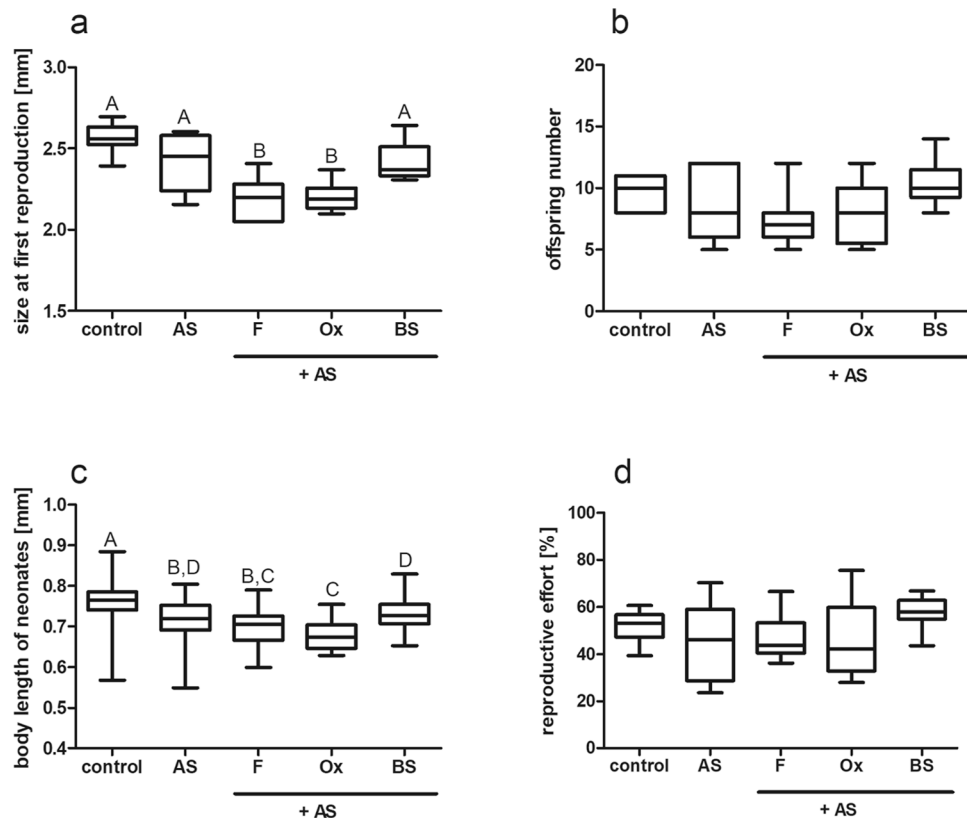 a
size at first reproduction [mm]
3.0
2.5
2.0
1.5
A
A
B
B
A
control AS F Ox BS
+ AS
b
offspring number
20
15
10
5
0
control AS F Ox BS
+ AS
c
body length of neonates [mm]
1.0
0.9
0.8
0.7
0.6
0.5
0.4
A
B,D
B,C
C
D
control AS F Ox BS
+ AS
d
reproductive effort [%]
100
80
60
40
20
0
control AS F Ox BS
+ AS